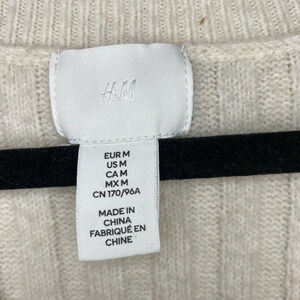 H&M
EUR M
US M
CA M
MX M
CN 170/96A
MADE IN
CHINA
FABRIQUÉ EN
CHINE